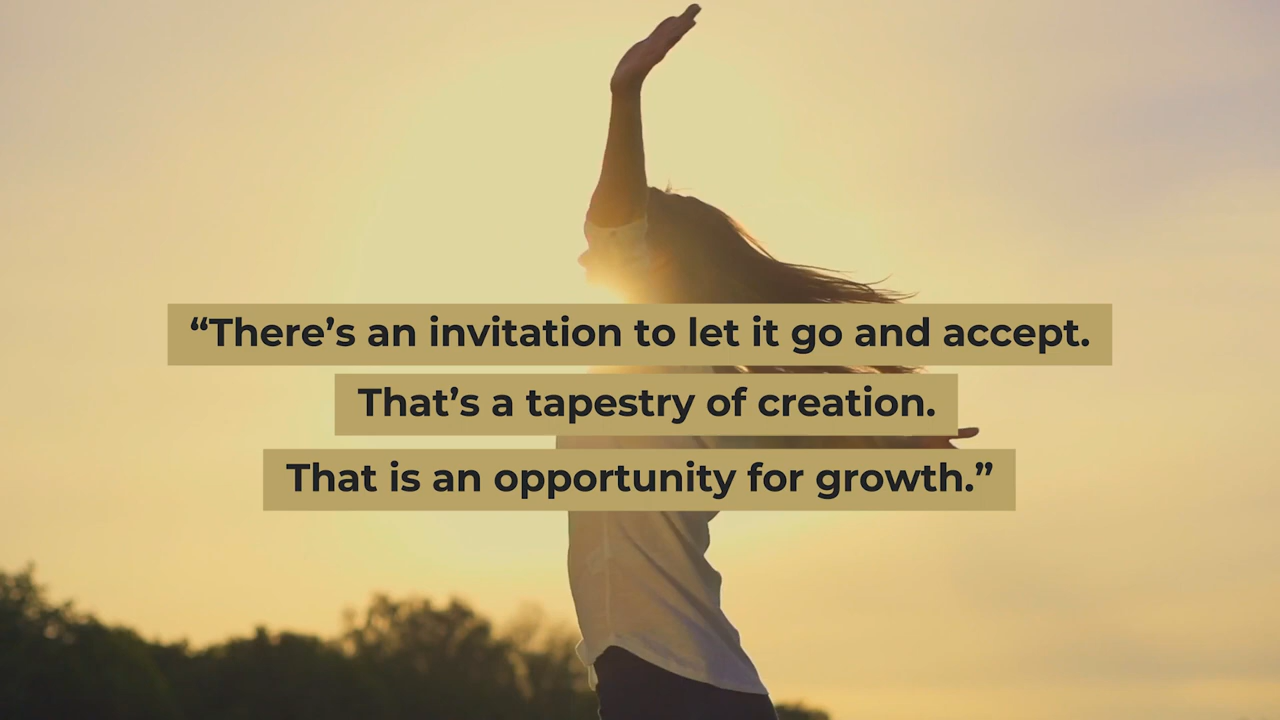 “There’s an invitation to let it go and accept.
That’s a tapestry of creation.
That is an opportunity for growth.”